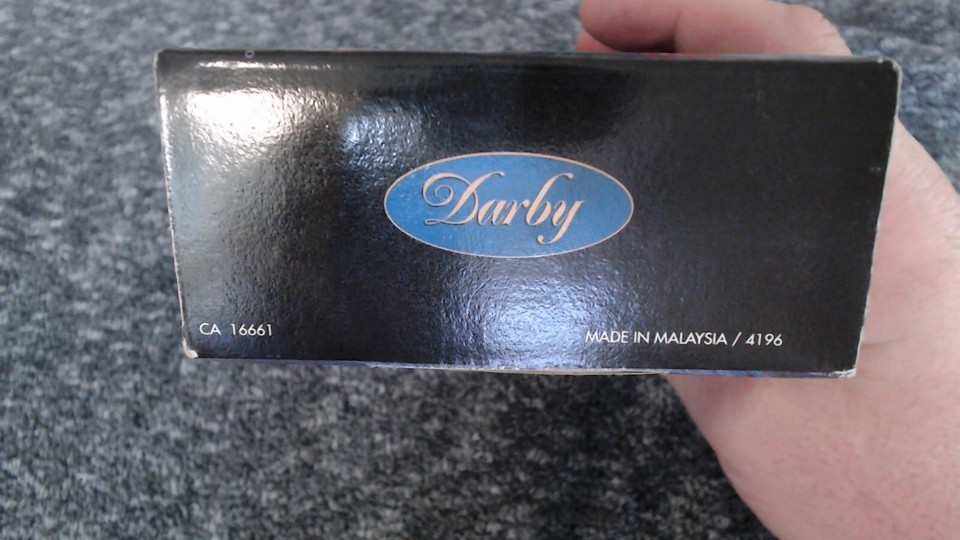 Darby
CA 16661
MADE IN MALAYSIA / 4196